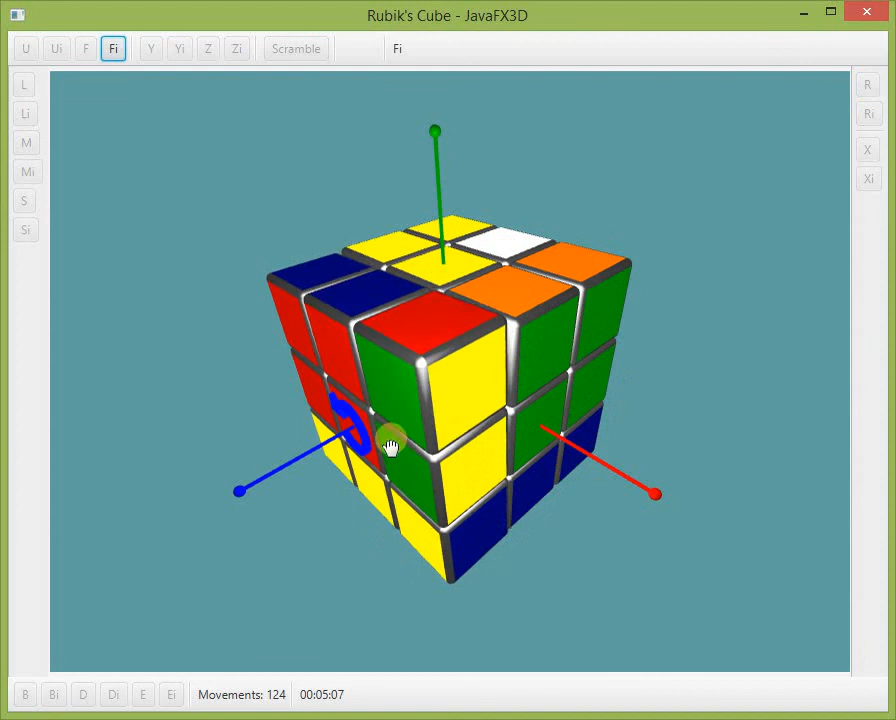 Rubik's Cube - JavaFX3D
U Ui F Fi Y Yi Z Zi Scramble Fi
L
Li
M
Mi
S
Si
R
Ri
X
Xi
B Bi D Di E Ei Movements: 124 00:05:07